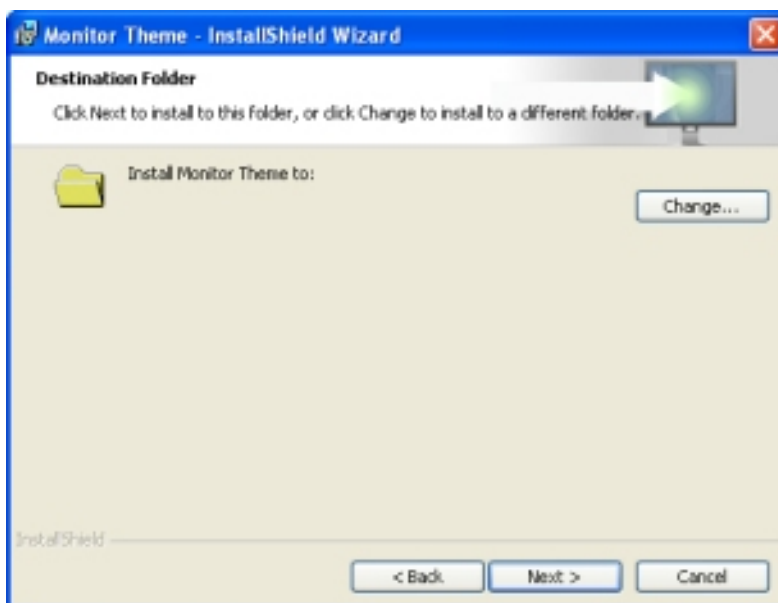 Monitor Theme - InstallShield Wizard
Destination Folder
Click Next to install to this folder, or click Change to install to a different folder.
Install Monitor Theme to:
Change...
InstallShield
< Back
Next >
Cancel